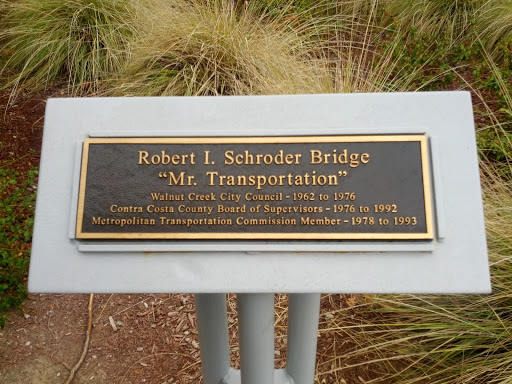 Robert I. Schroder Bridge
“Mr. Transportation”
Walnut Creek City Council - 1962 to 1976
Contra Costa County Board of Supervisors - 1976 to 1992
Metropolitan Transportation Commission Member - 1978 to 1993